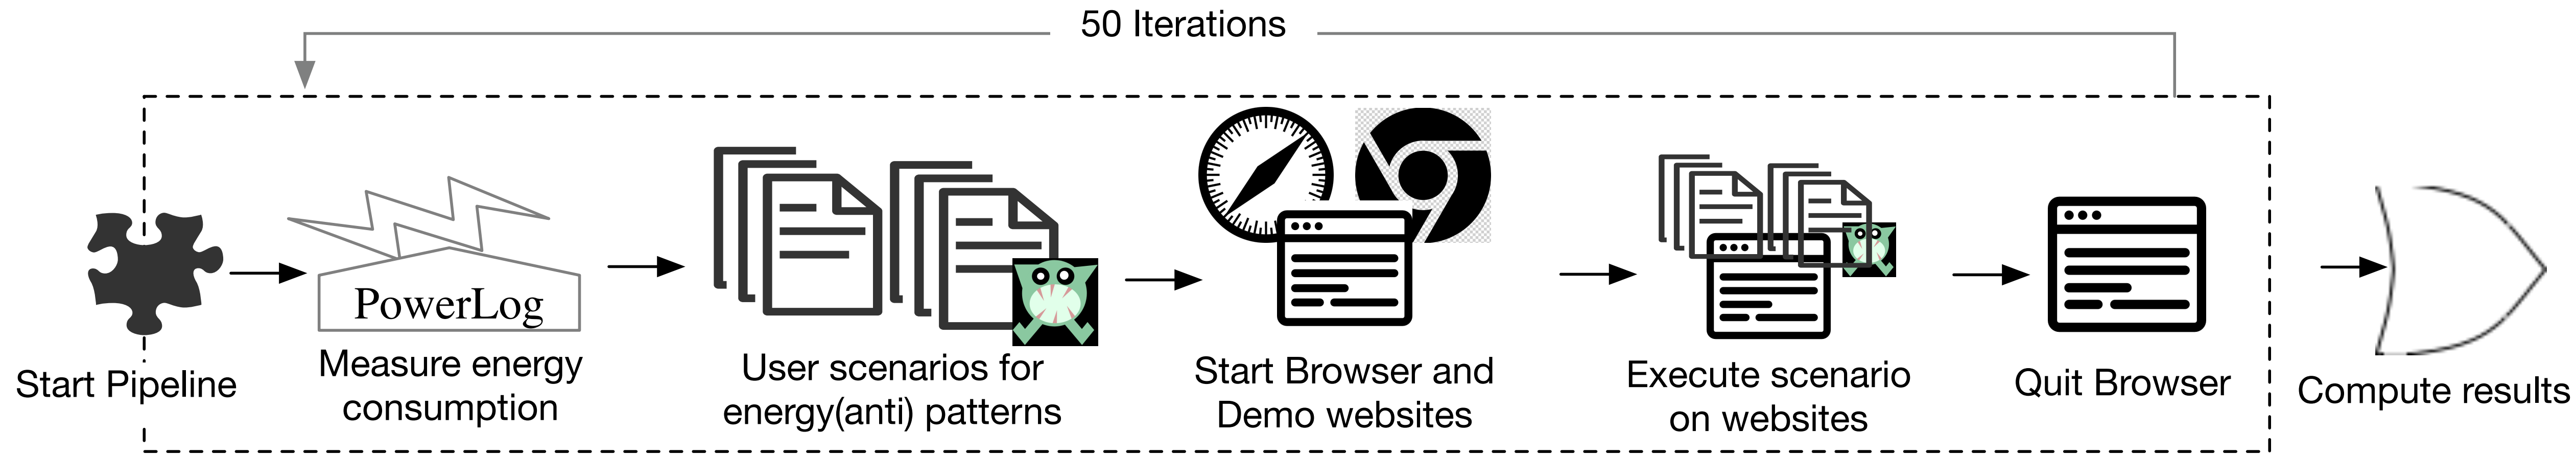 50 Iterations
PowerLog
Start Pipeline
Measure energy
consumption
User scenarios for
energy(anti) patterns
Start Browser and
Demo websites
Execute scenario
on websites
Quit Browser
Compute results